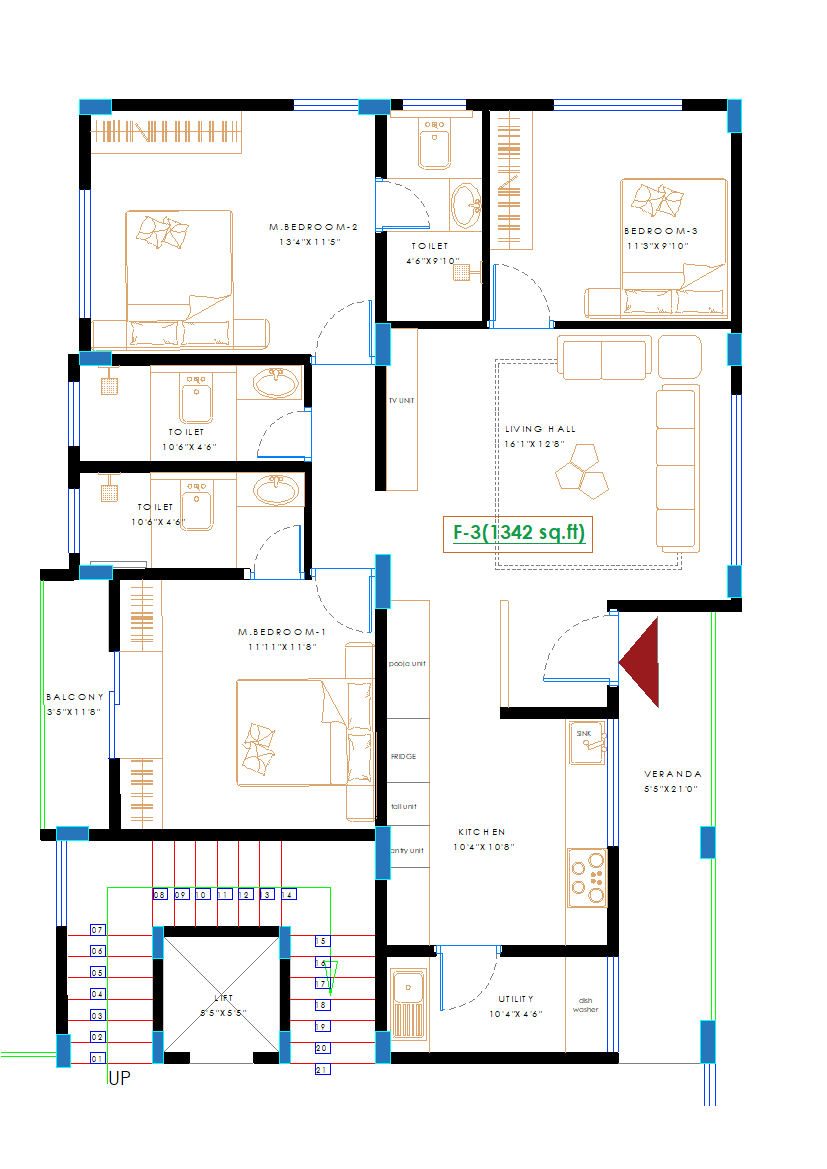 M.BEDROOM-2
13'4"X11'5"
TOILET
4'6"X9'10"
BEDROOM-3
11'3"X9'10"
TV UNIT
LIVING HALL
16'1"X12'8"
TOILET
10'6"X4'6"
TOILET
10'6"X4'6"
F-3(1342 sq.ft)
M.BEDROOM-1
11'11"X11'8"
pooja unit
BALCONY
3'5"X11'8"
SINK
FRIDGE
VERANDA
5'5"X21'0"
tall unit
KITCHEN
10'4"X10'8"
entry unit
08 09 10 11 12 13 14
07
06
05
04
03
02
01
15
16
17
18
19
20
21
LIFT
5'5"X5'5"
UTILITY
10'4"X4'6"
dish
washer
UP